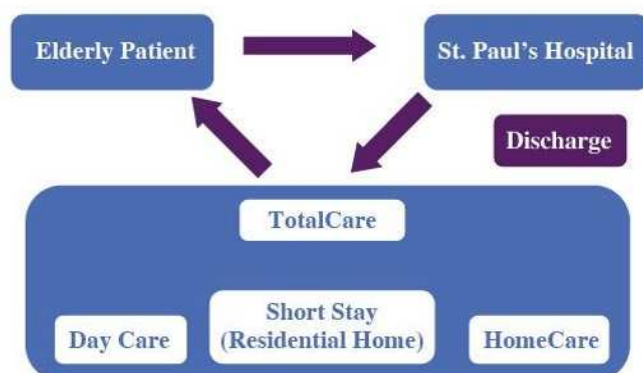 Elderly Patient
St. Paul's Hospital
Discharge
TotalCare
Short Stay
(Residential Home)
Day Care
HomeCare